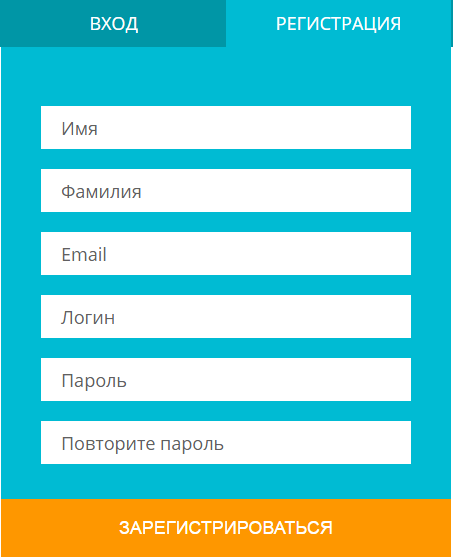 ВХОД РЕГИСТРАЦИЯ
Имя
Фамилия
Email
Логин
Пароль
Повторите пароль
ЗАРЕГИСТРИРОВАТЬСЯ